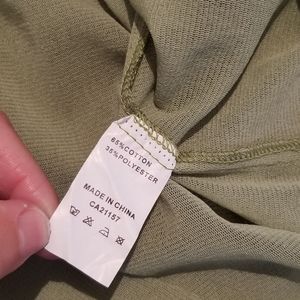 65%COTTON
35%POLYESTER
MADE IN CHINA
CA21157